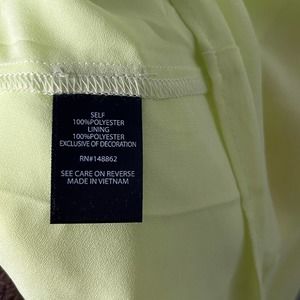 SELF
100%POLYESTER
LINING
100%POLYESTER
EXCLUSIVE OF DECORATION
RN#148862
SEE CARE ON REVERSE
MADE IN VIETNAM